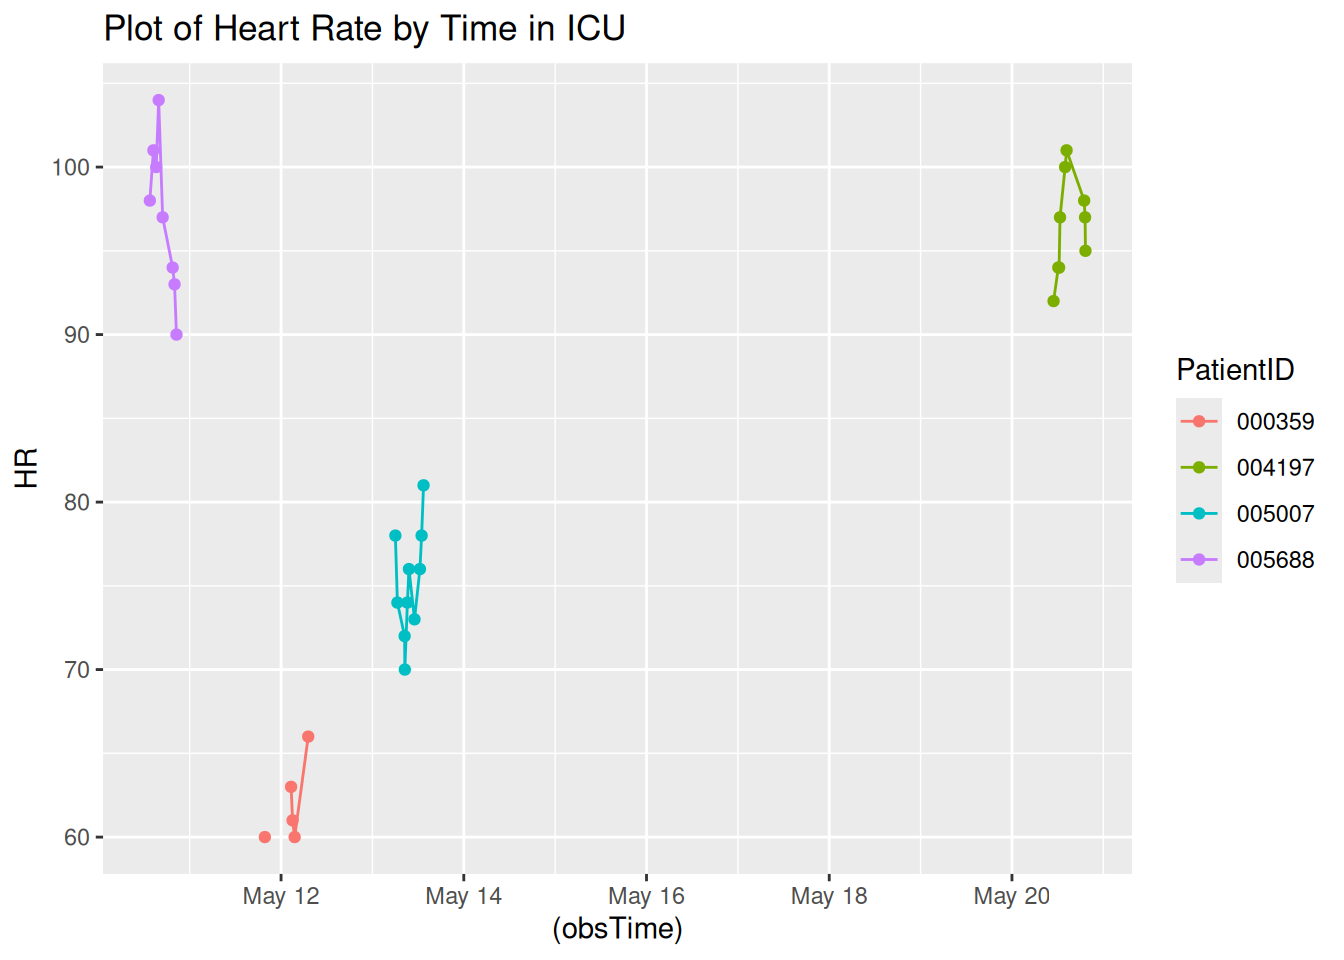 Plot of Heart Rate by Time in ICU
HR
100
90
80
70
60
May 12
May 14
May 16
May 18
May 20
(obsTime)
PatientID
000359
004197
005007
005688